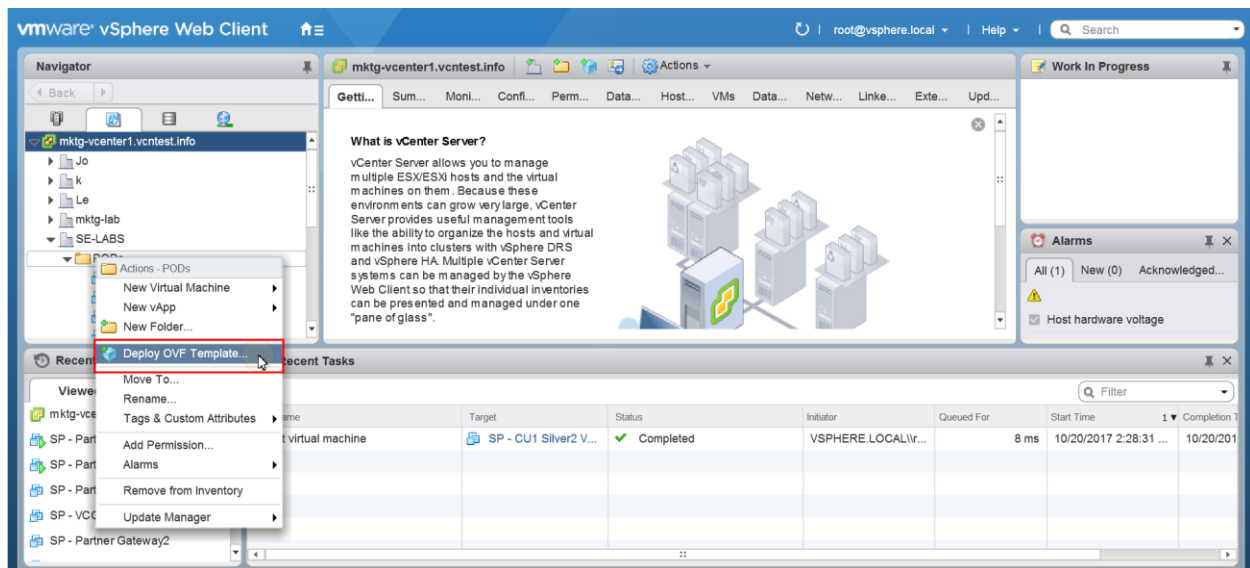 vmware® vSphere Web Client
root@vsphere.local
Help
Search
Navigator
Back
mktg-vcenter1.vcntest.info
Jo
k
Le
mktg-lab
SE-LABS
PODs
Actions - PODs
New Virtual Machine
New vApp
New Folder...
Deploy OVF Template...
Move To...
Rename...
Tags & Custom Attributes
Add Permission...
Alarms
Remove from Inventory
Update Manager
mktg-vcenter1.vcntest.info
Actions
Getti... Sum... Moni... Confi... Perm... Data... Host... VMs Data... Netw... Linke... Exte... Upd...
What is vCenter Server?
vCenter Server allows you to manage
multiple ESX/ESXi hosts and the virtual
machines on them. Because these
environments can grow very large, vCenter
Server provides useful management tools
like the ability to organize the hosts and virtual
machines into clusters with vSphere DRS
and vSphere HA. Multiple vCenter Server
systems can be managed by the vSphere
Web Client so that their individual inventories
can be presented and managed under one
"pane of glass".
Work In Progress
Alarms
All (1) New (0) Acknowledged...
Host hardware voltage
Recent
Viewe
mktg-vce
SP - Part
SP - Part
SP - Part
SP - VCC
SP - Partner Gateway2
Recent Tasks
Filter
ame Target Status Initiator Queued For Start Time 1 Completion T
t virtual machine SP - CU1 Silver2 V... Completed VSPHERE.LOCAL\\r... 8 ms 10/20/2017 2:28:31 ... 10/20/201